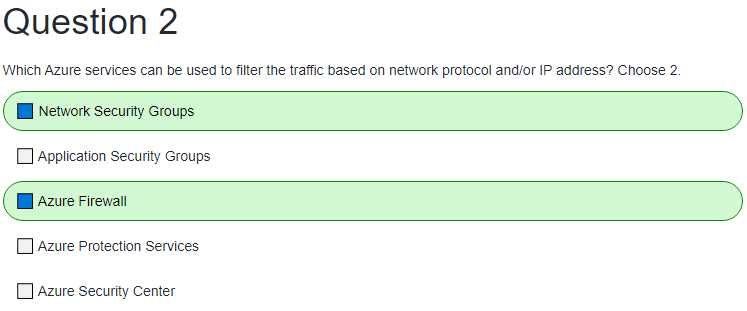 Question 2
Which Azure services can be used to filter the traffic based on network protocol and/or IP address? Choose 2.
Network Security Groups
Application Security Groups
Azure Firewall
Azure Protection Services
Azure Security Center